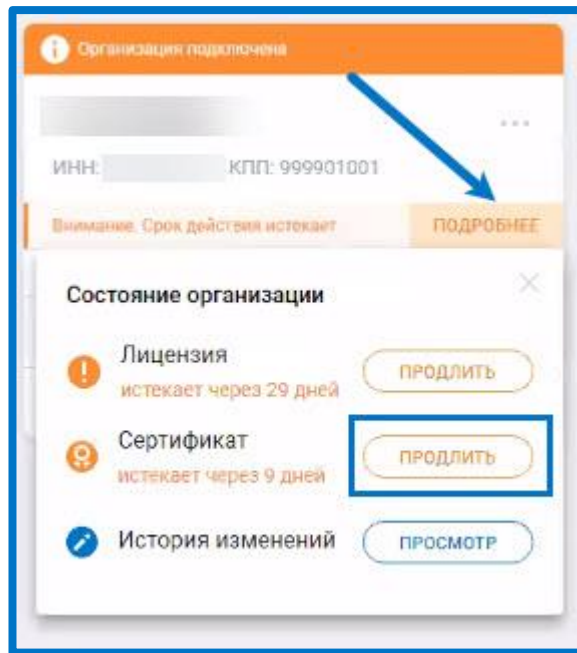 Организация подключена
ИНН: КПП: 999901001
Внимание. Срок действия истекает ПОДРОБНЕЕ
Состояние организации
Лицензия
истекает через 29 дней
ПРОДЛИТЬ
Сертификат
истекает через 9 дней
ПРОДЛИТЬ
История изменений ПРОСМОТР